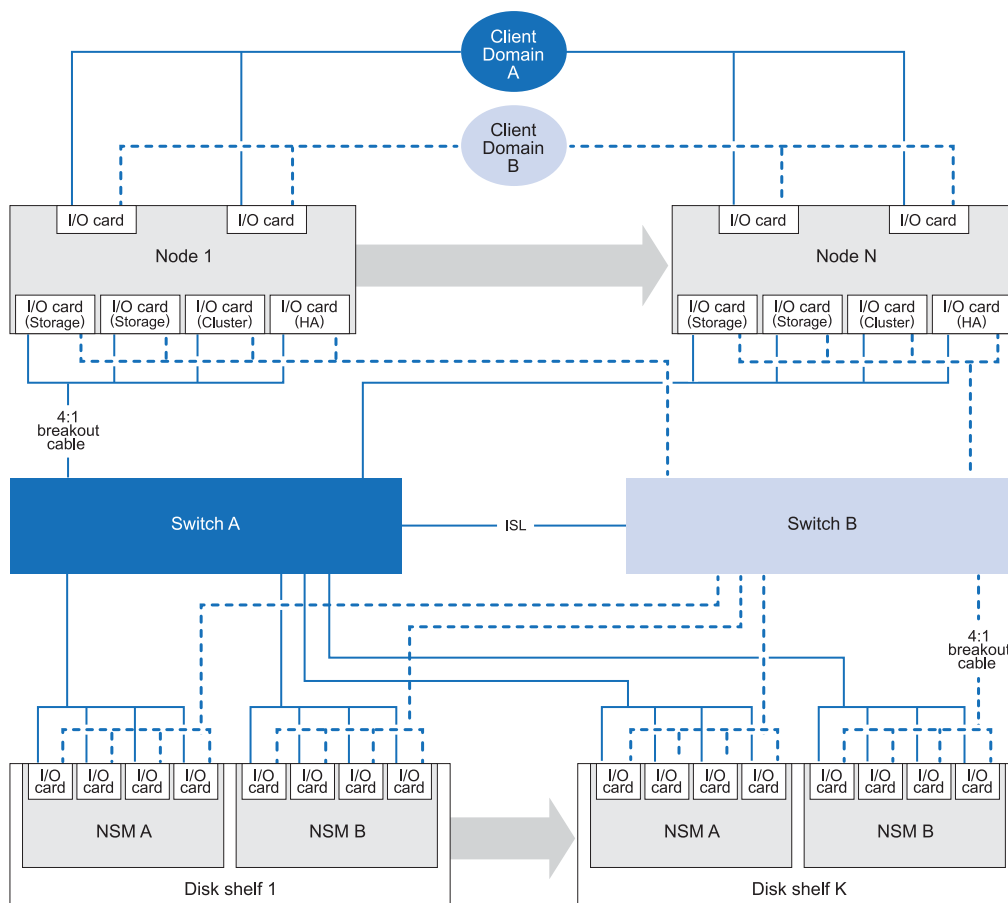 Client
Domain
A
Client
Domain
B
I/O card
I/O card
I/O card
I/O card
Node 1
Node N
I/O card
(Storage)
I/O card
(Storage)
I/O card
(Cluster)
I/O card
(HA)
I/O card
(Storage)
I/O card
(Storage)
I/O card
(Cluster)
I/O card
(HA)
4:1
breakout
cable
Switch A
ISL
Switch B
4:1
breakout
cable
I/O
card
I/O
card
I/O
card
I/O
card
I/O
card
I/O
card
I/O
card
I/O
card
I/O
card
I/O
card
I/O
card
I/O
card
I/O
card
I/O
card
I/O
card
I/O
card
NSM A
NSM B
NSM A
NSM B
Disk shelf 1
Disk shelf K